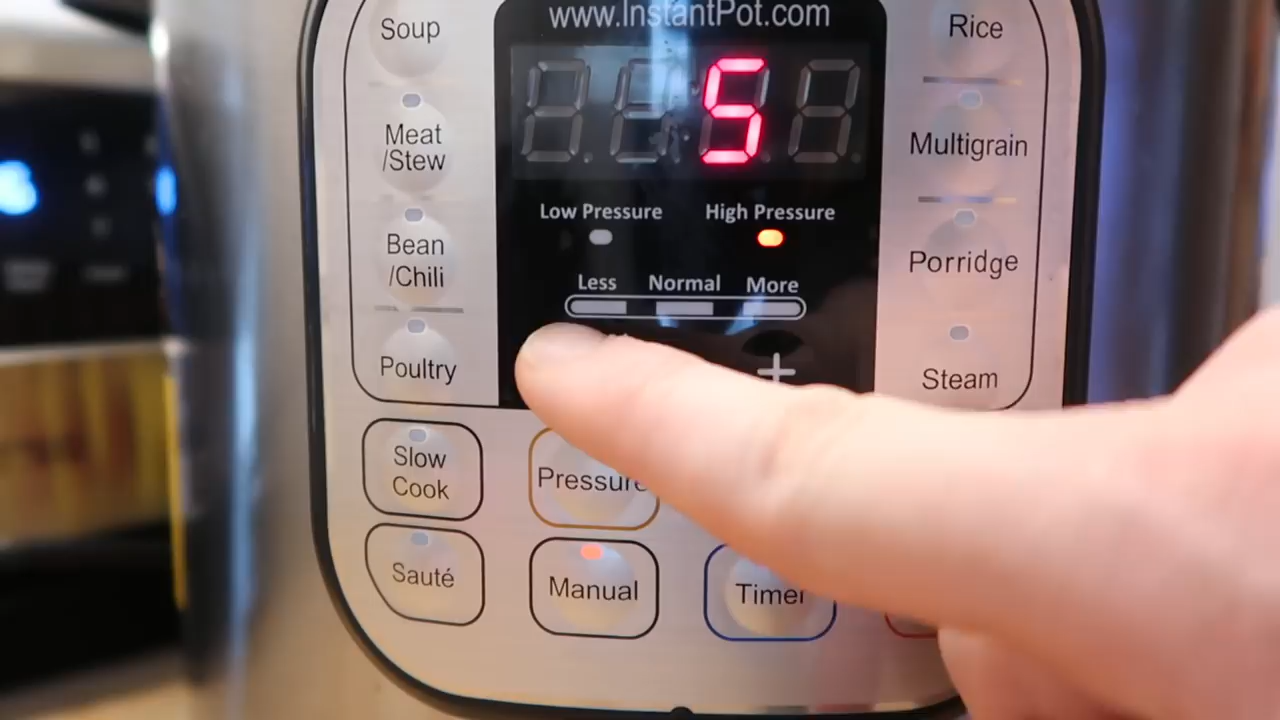 www.InstantPot.com
5
Low Pressure High Pressure
Less Normal More
+
Soup
Meat
/Stew
Bean
/Chili
Poultry
Rice
Multigrain
Porridge
Steam
Slow
Cook
Pressure
Sauté
Manual
Timer